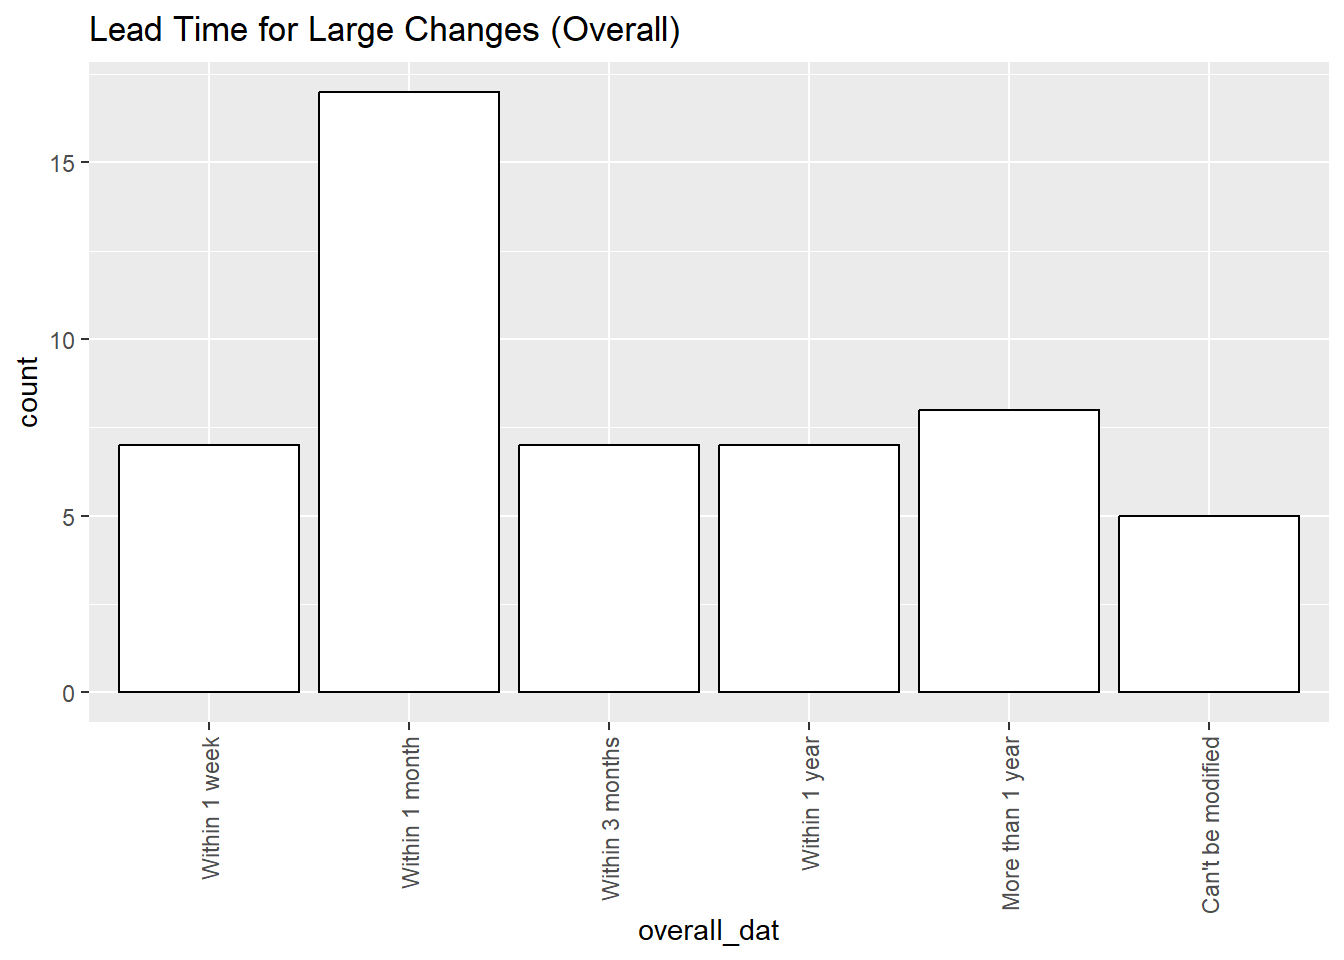 Lead Time for Large Changes (Overall)
count
15
10
5
0
Within 1 week
Within 1 month
Within 3 months
Within 1 year
More than 1 year
Can't be modified
overall_dat